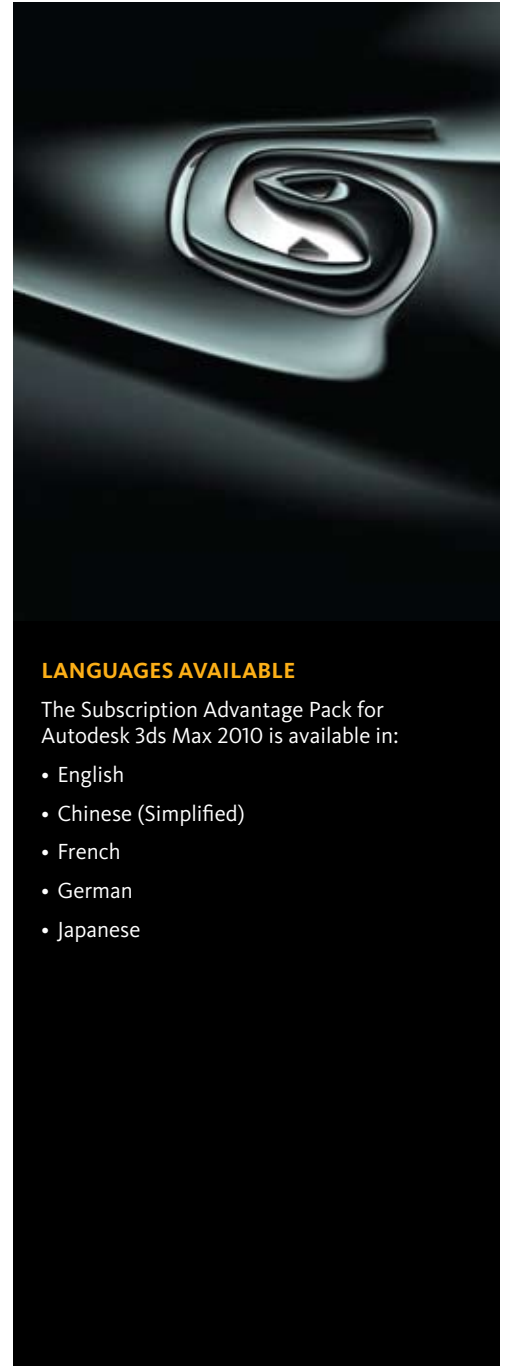 LANGUAGES AVAILABLE
The Subscription Advantage Pack for
Autodesk 3ds Max 2010 is available in:
• English
• Chinese (Simplified)
• French
• German
• Japanese